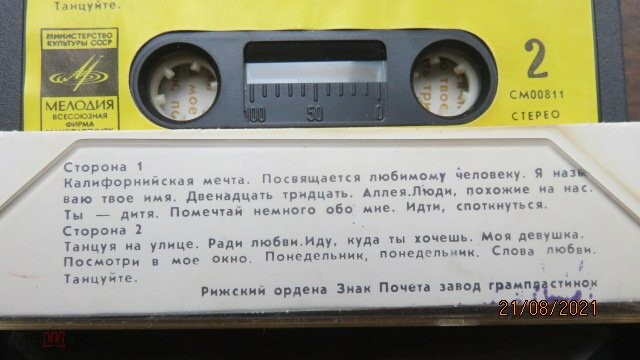 Танцуйте.
МИНИСТЕРСТВО
КУЛЬТУРЫ СССР
МЕЛОДИЯ
ВСЕСОЮЗНАЯ
ФИРМА
2
СМ00811
СТЕРЕО
100 50 0
Сторона 1
Калифорнийская мечта. Посвящается любимому человеку. Я назы-
ваю твое имя. Двенадцать тридцать. Аллея.Люди, похожие на нас.
Ты — дитя. Помечтай немного обо мне. Идти, споткнуться.
Сторона 2
Танцуя на улице. Ради любви.Иду, куда ты хочешь. Моя девушка.
Посмотри в мое окно. Понедельник, понедельник. Слова любви.
Танцуйте.
Рижский ордена Знак Почета завод грампластинок
21/08/2021